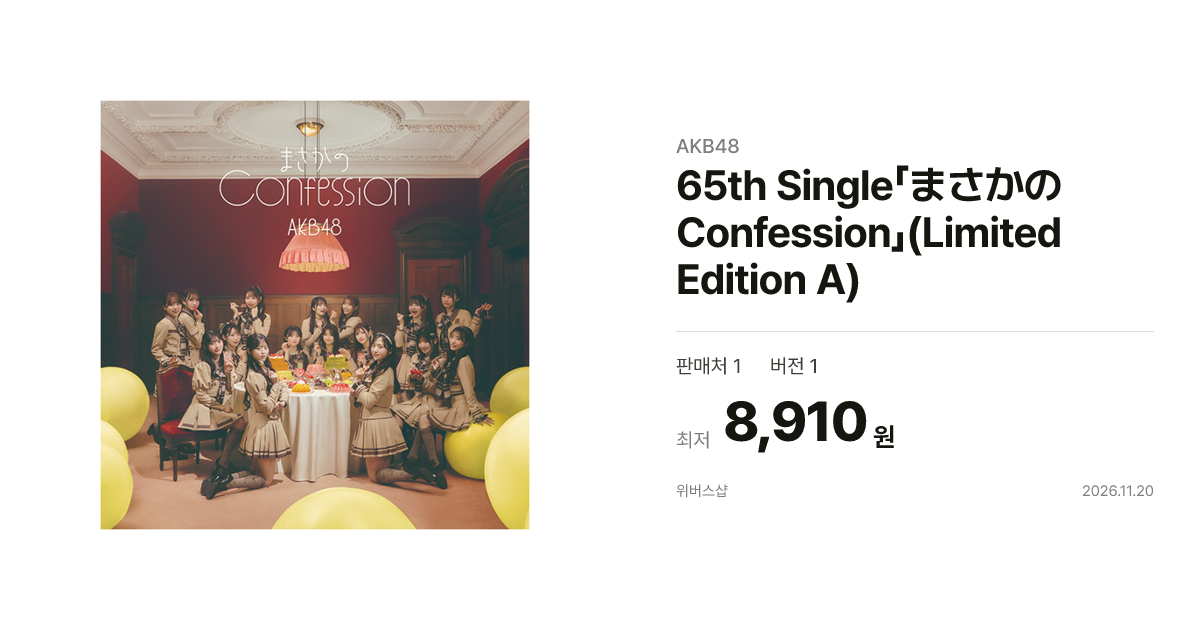 まさかの
Confession
AKB48
AKB48
65th Single「まさかの
Confession」(Limited
Edition A)
판매처 1 버전 1
최저 8,910 원
위버스샵 2026.11.20